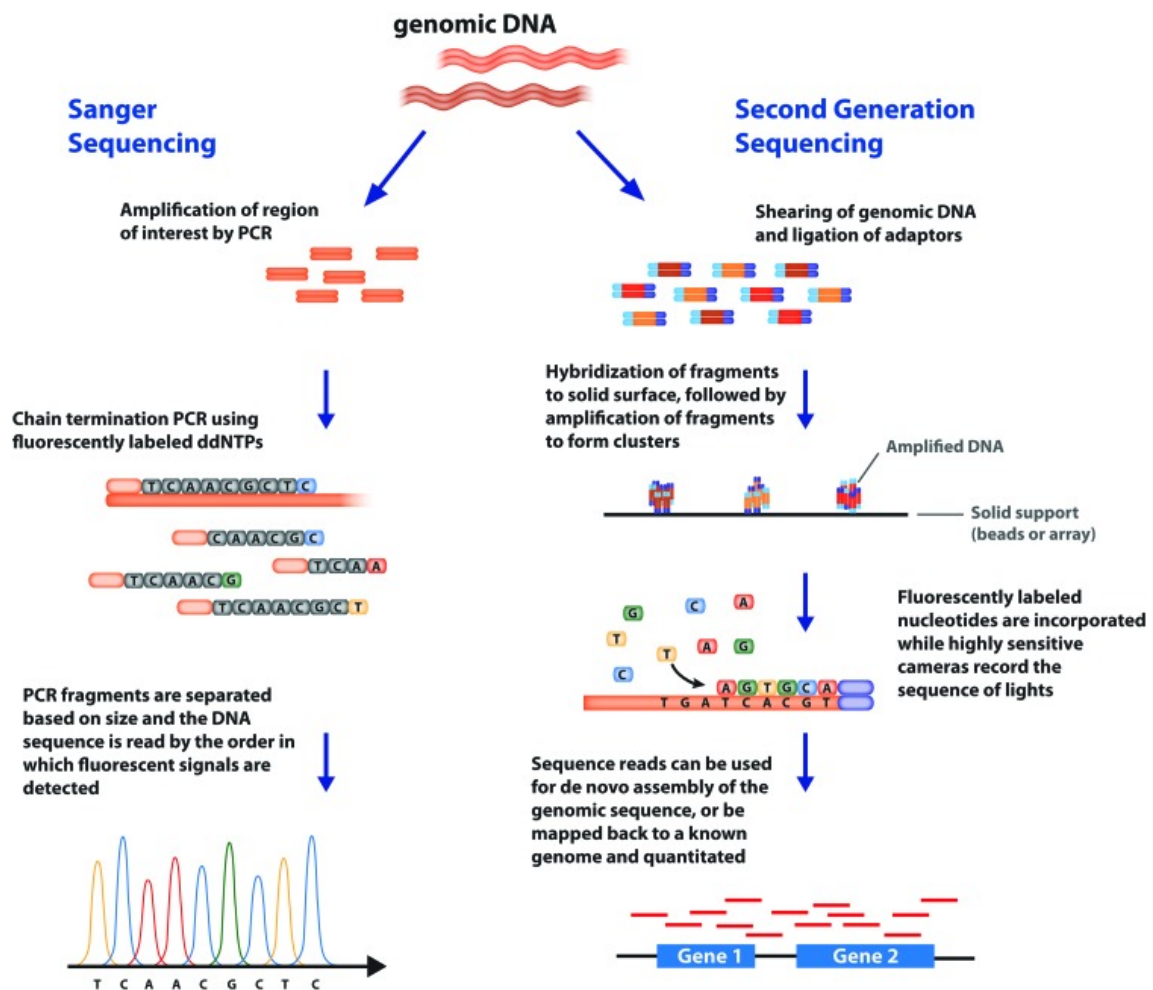 genomic DNA
Sanger
Sequencing
Second Generation
Sequencing
Amplification of region
of interest by PCR
Shearing of genomic DNA
and ligation of adaptors
Chain termination PCR using
fluorescently labeled ddNTPs
TCAACGCTC
CAACGC
TCAA
TCAACG
TCAACGCT
Hybridization of fragments
to solid surface, followed by
amplification of fragments
to form clusters
Amplified DNA
Solid support
(beads or array)
PCR fragments are separated
based on size and the DNA
sequence is read by the order in
which fluorescent signals are
detected
G C A
T T A G
C
AGTGCA
TGATCACGT
Fluorescently labeled
nucleotides are incorporated
while highly sensitive
cameras record the
sequence of lights
Sequence reads can be used
for de novo assembly of the
genomic sequence, or be
mapped back to a known
genome and quantitated
T C A A C G C T C
Gene 1 Gene 2